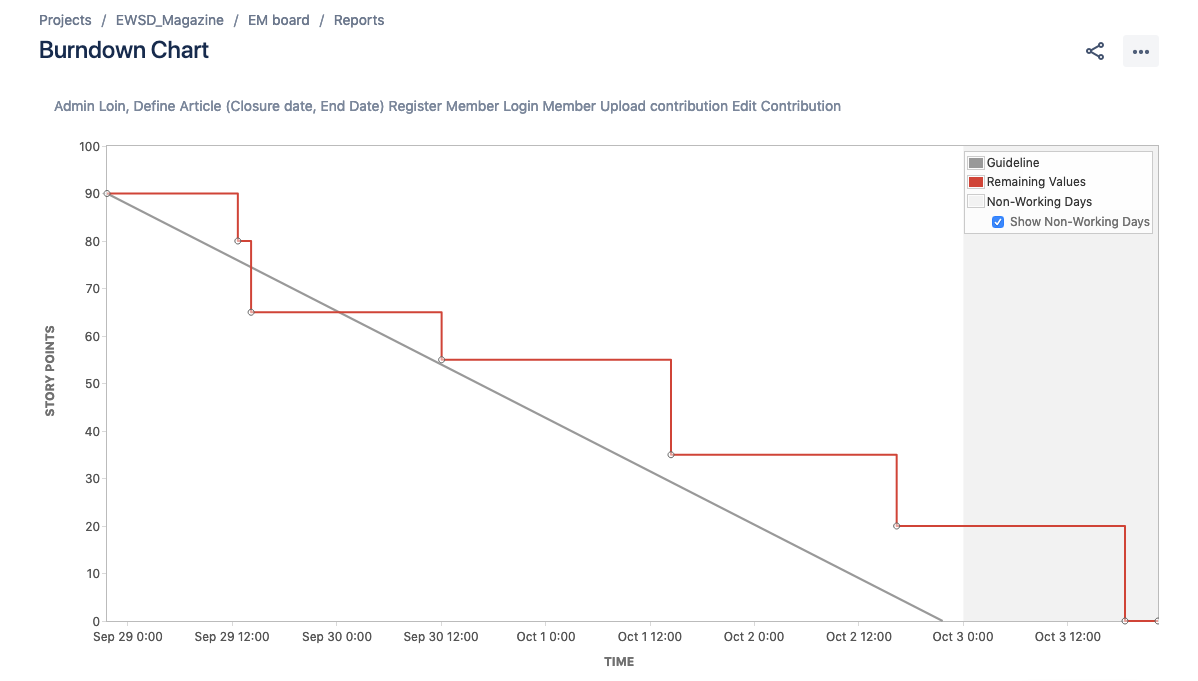 Projects / EWSD_Magazine / EM board / Reports
Burndown Chart
Admin Loin, Define Article (Closure date, End Date) Register Member Login Member Upload contribution Edit Contribution
100
90
80
70
60
50
40
30
20
10
0
STORY POINTS
Guideline
Remaining Values
Non-Working Days
Show Non-Working Days
Sep 29 0:00 Sep 29 12:00 Sep 30 0:00 Sep 30 12:00 Oct 1 0:00 Oct 1 12:00 Oct 2 0:00 Oct 2 12:00 Oct 3 0:00 Oct 3 12:00
TIME